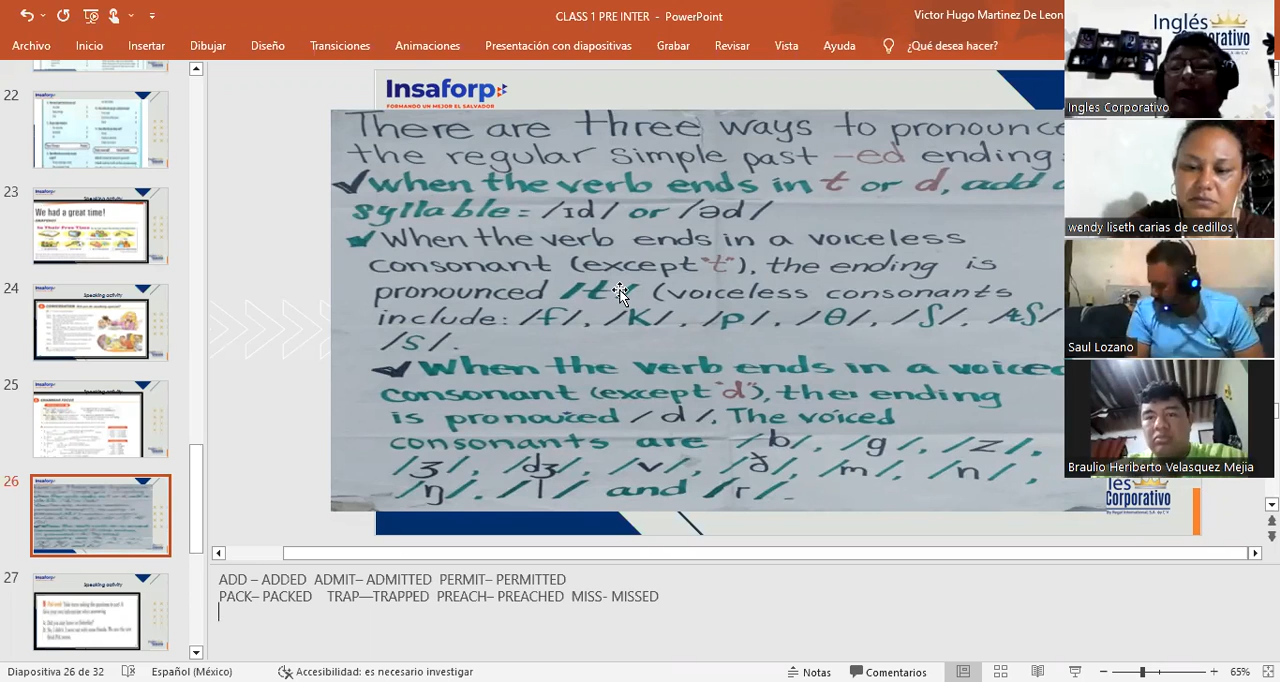 CLASS 1 PRE INTER - PowerPoint
Victor Hugo Martinez De Leon
Archivo Inicio Insertar Dibujar Diseño Transiciones Animaciones Presentación con diapositivas Grabar Revisar Vista Ayuda ¿Qué desea hacer?
22
23
We had a great time!
24
25
26
27
Insaforp
FORMANDO UN MEJOR EL SALVADOR
There are three ways to pronounce
the regular simple past -ed ending:
✓When the verb ends in t or d, add a
syllable: /ɪd/ or /əd/
✓When the verb ends in a voiceless
consonant (except "t"), the ending is
pronounced /t/ (voiceless consonants
include: /f/, /k/, /p/, /θ/, /ʃ/, /tʃ/
/s/.
✓When the verb ends in a voiced
consonant (except "d"), the ending
is pronounced /d/. The voiced
consonants are /b/, /g/, /z/,
/ʒ/, /dʒ/, /v/, /ð/, /m/, /n/,
/ŋ/ /l/ and /r/.
Inglés
Corporativo
Ingles Corporativo
wendy liseth carias de cedillos
Saul Lozano
Braulio Heriberto Velasquez Mejia
Corporativo
ADD – ADDED ADMIT– ADMITTED PERMIT– PERMITTED
PACK– PACKED TRAP—TRAPPED PREACH– PREACHED MISS- MISSED
Diapositiva 26 de 32 Español (México) Accesibilidad: es necesario investigar Notas Comentarios 65%